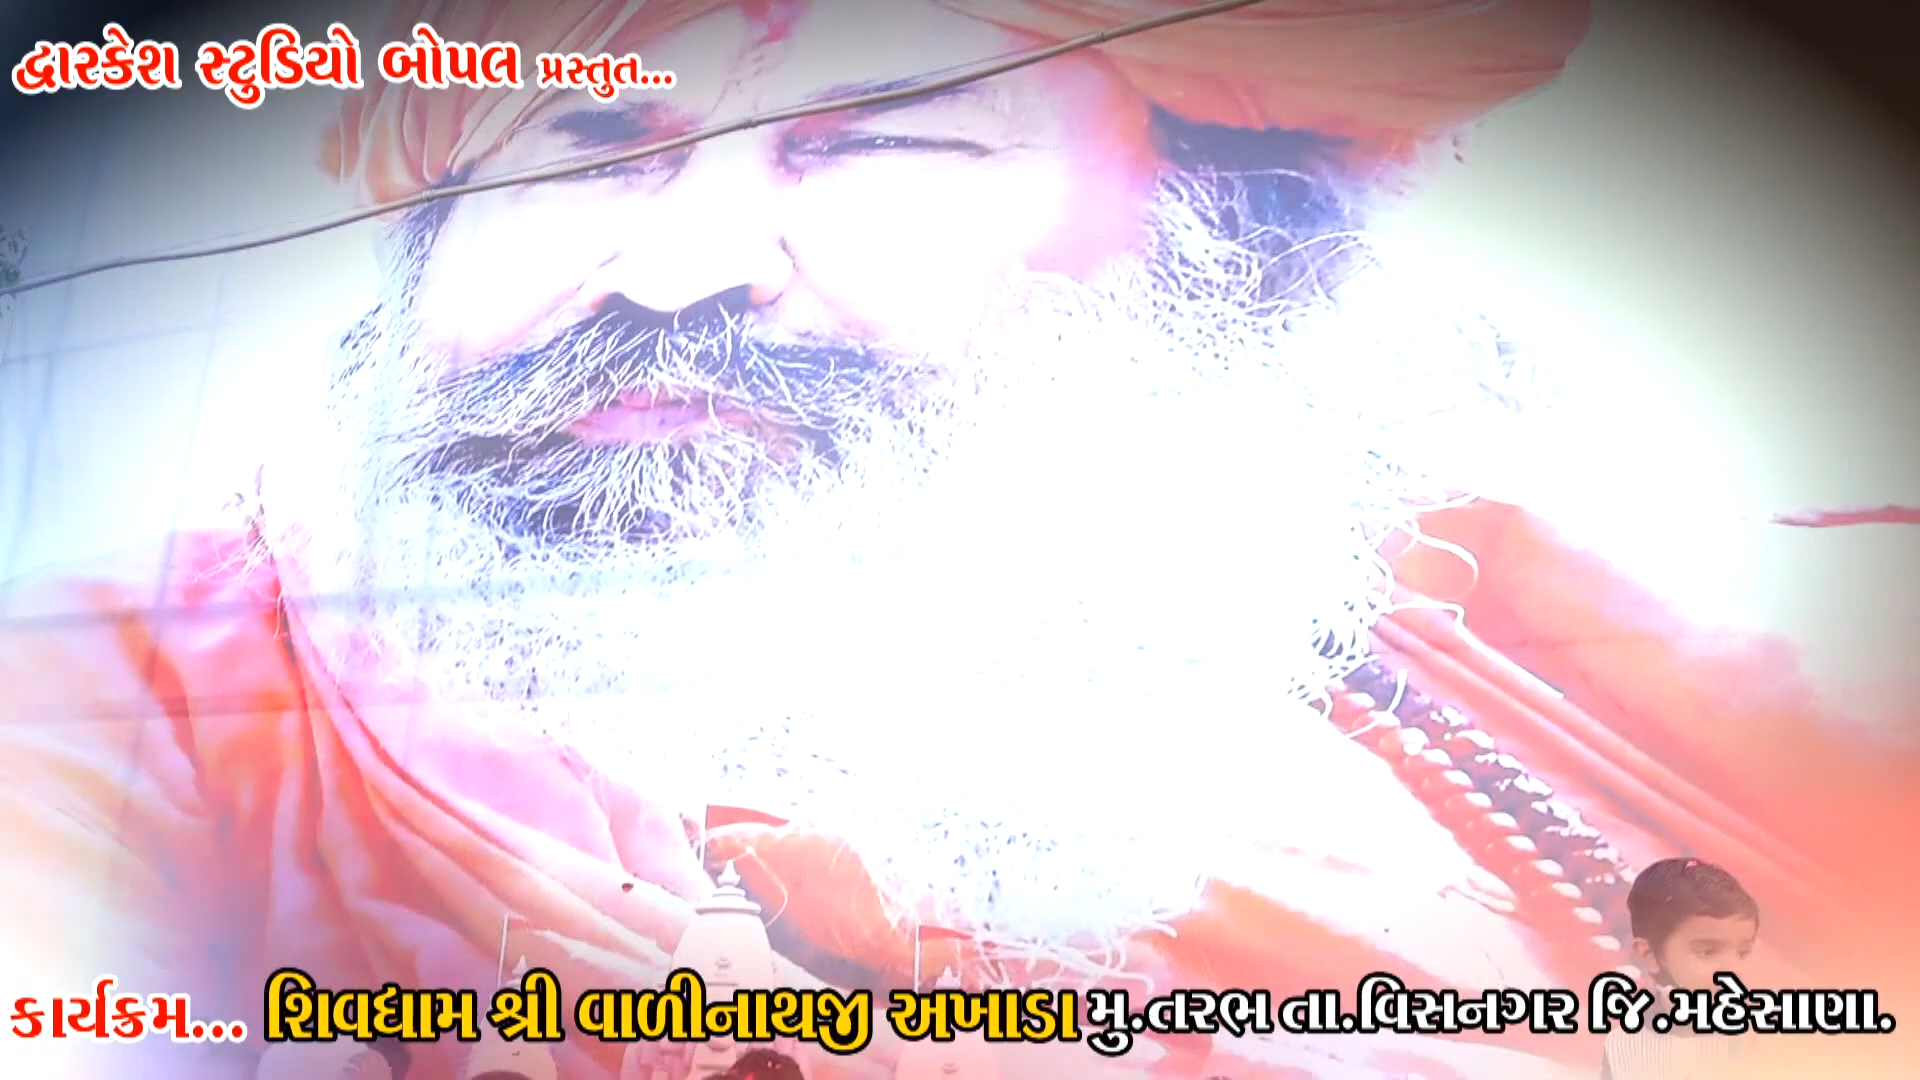 દ્વારકેશ સ્ટુડિયો બોપલ પ્રસ્તુત...
કાર્યક્રમ... શિવધામ શ્રી વાળીનાથજી અખાડા મુ.તરભ તા.વિસનગર જિ.મહેસાણા.